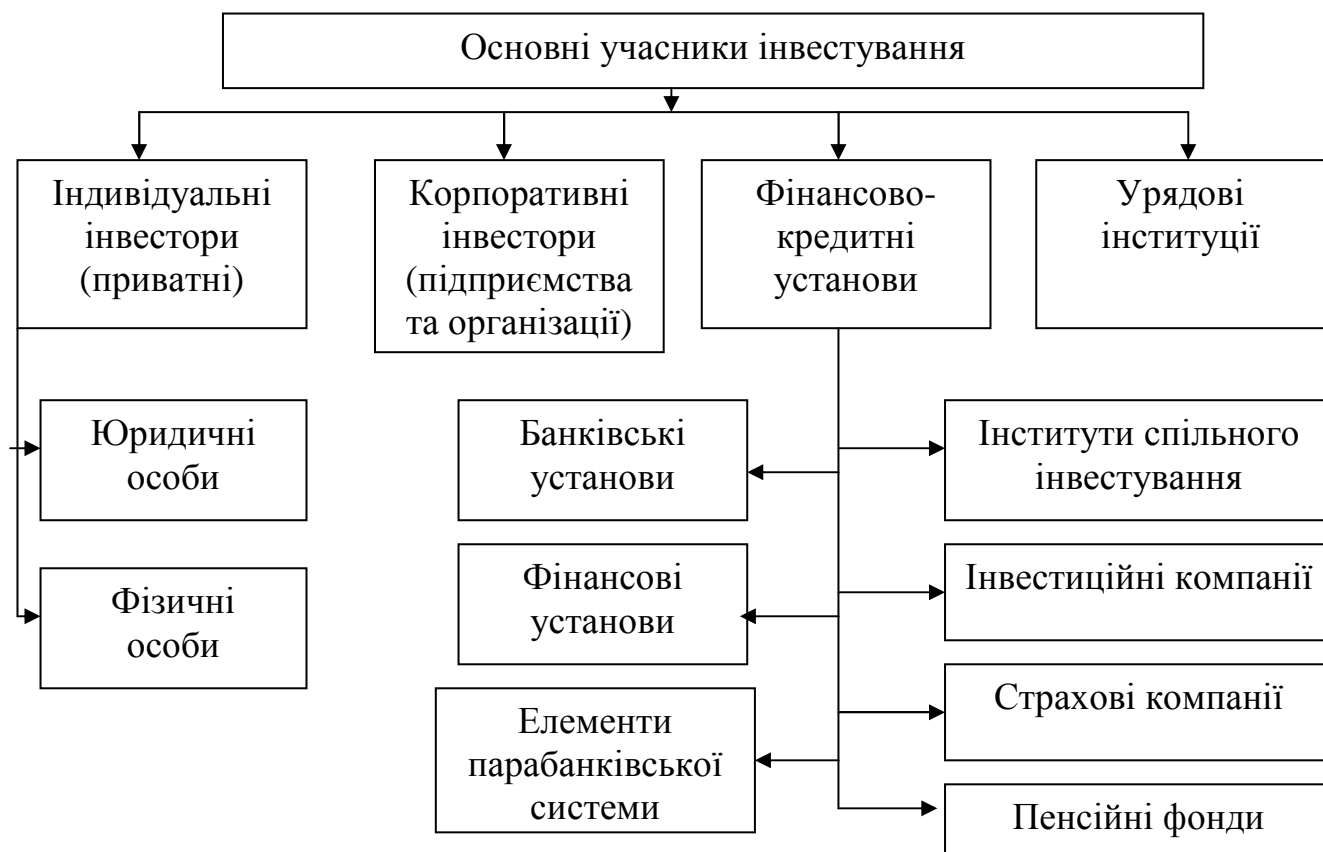 Основні учасники інвестування
Індивідуальні
інвестори
(приватні)
Корпоративні
інвестори
(підприємства
та організації)
Фінансово-
кредитні
установи
Урядові
інституції
Юридичні
особи
Банківські
установи
Інститути спільного
інвестування
Фізичні
особи
Фінансові
установи
Інвестиційні компанії
Елементи
парабанківської
системи
Страхові компанії
Пенсійні фонди